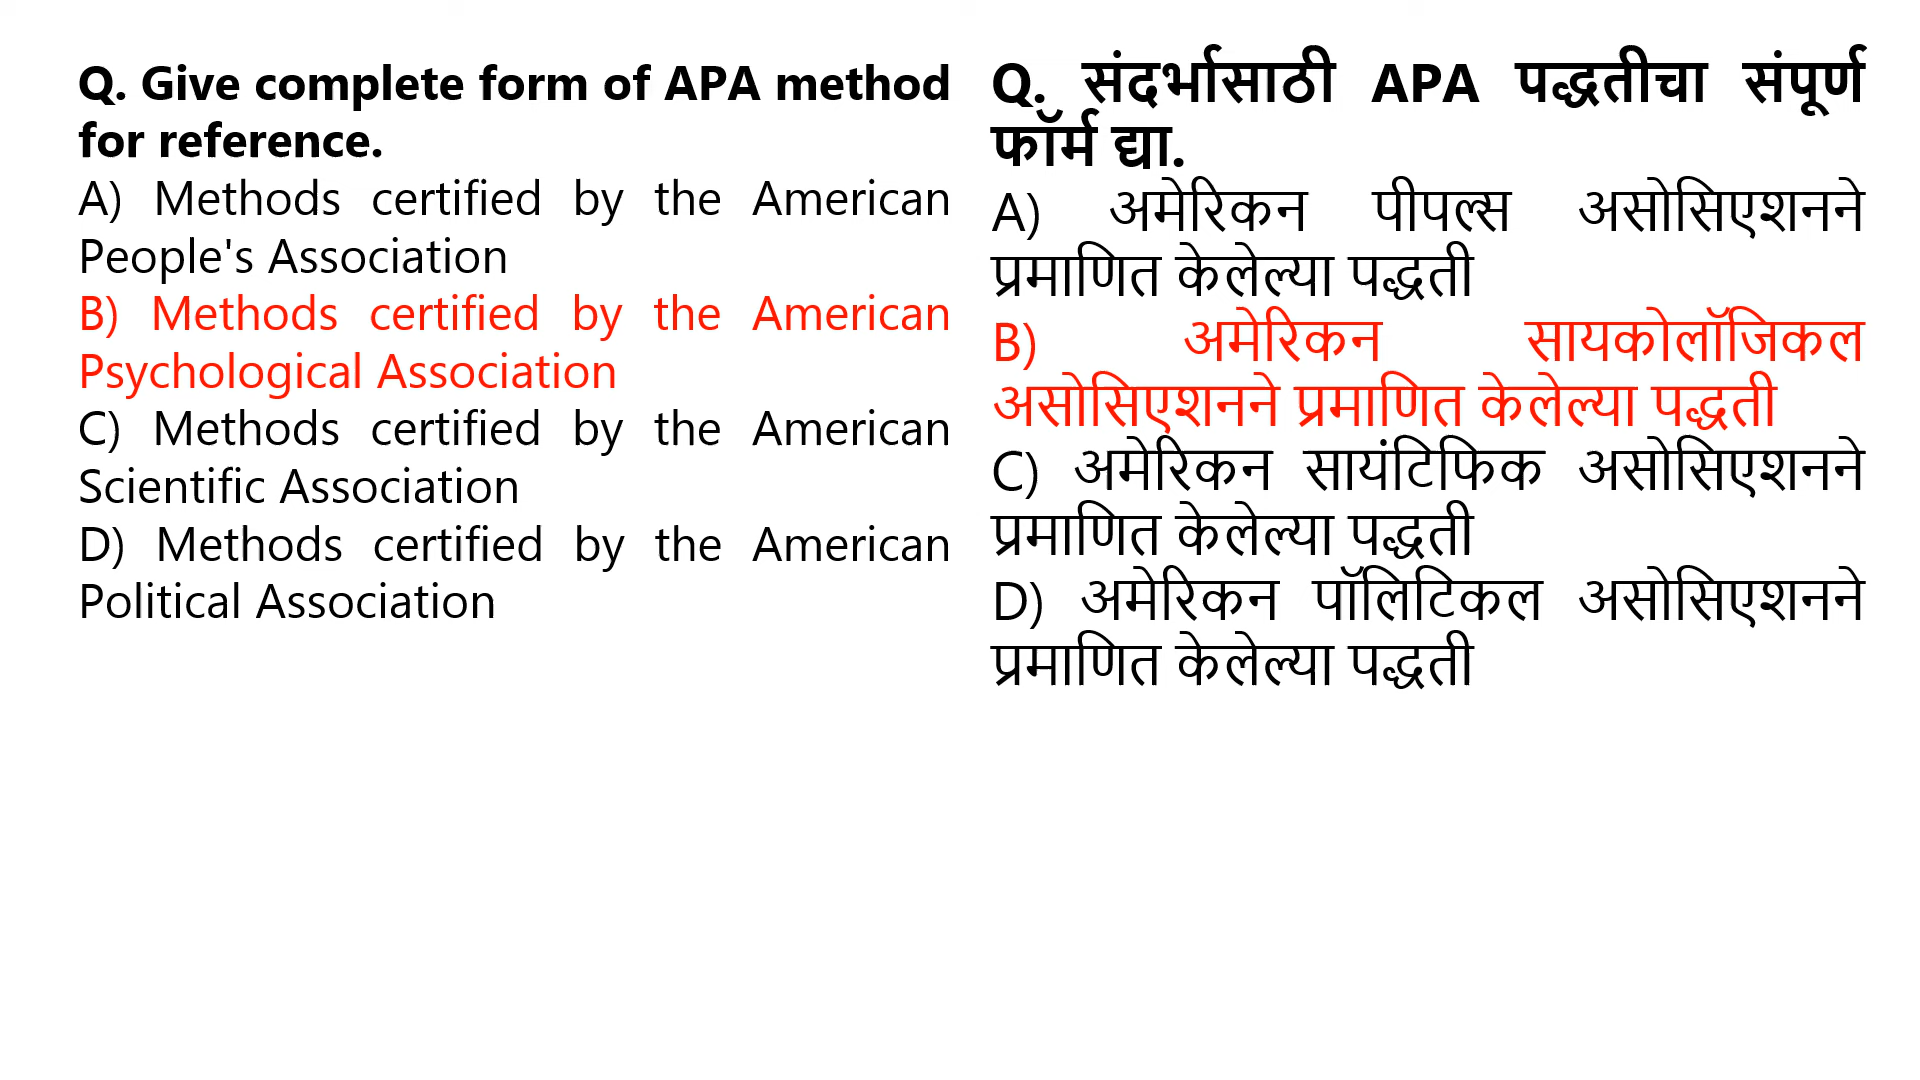 Q. Give complete form of APA method
for reference.
A) Methods certified by the American
People's Association
B) Methods certified by the American
Psychological Association
C) Methods certified by the American
Scientific Association
D) Methods certified by the American
Political Association
Q. संदर्भासाठी APA पद्धतीचा संपूर्ण
फॉर्म द्या.
A) अमेरिकन पीपल्स असोसिएशनने
प्रमाणित केलेल्या पद्धती
B) अमेरिकन सायकोलॉजिकल
असोसिएशनने प्रमाणित केलेल्या पद्धती
C) अमेरिकन सायंटिफिक असोसिएशनने
प्रमाणित केलेल्या पद्धती
D) अमेरिकन पॉलिटिकल असोसिएशनने
प्रमाणित केलेल्या पद्धती